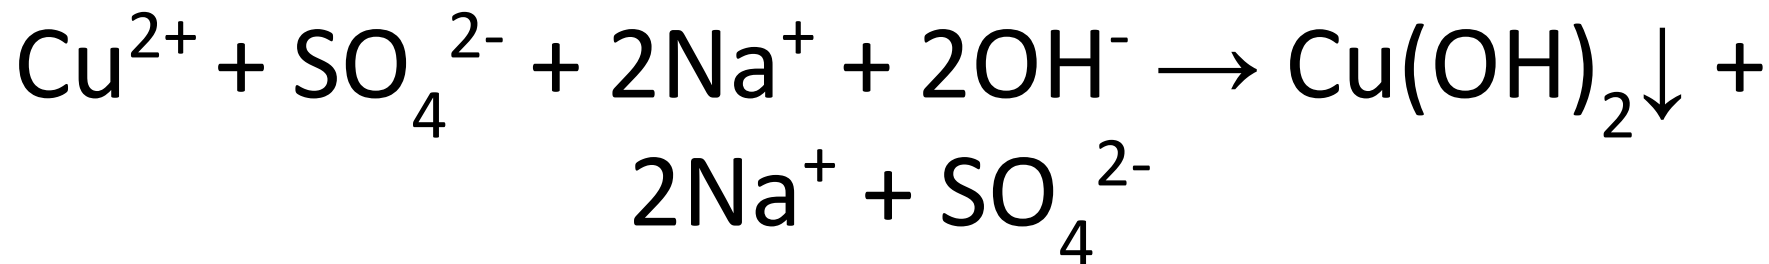 Cu²⁺ + SO₄²⁻ + 2Na⁺ + 2OH⁻ → Cu(OH)₂↓ +
2Na⁺ + SO₄²⁻